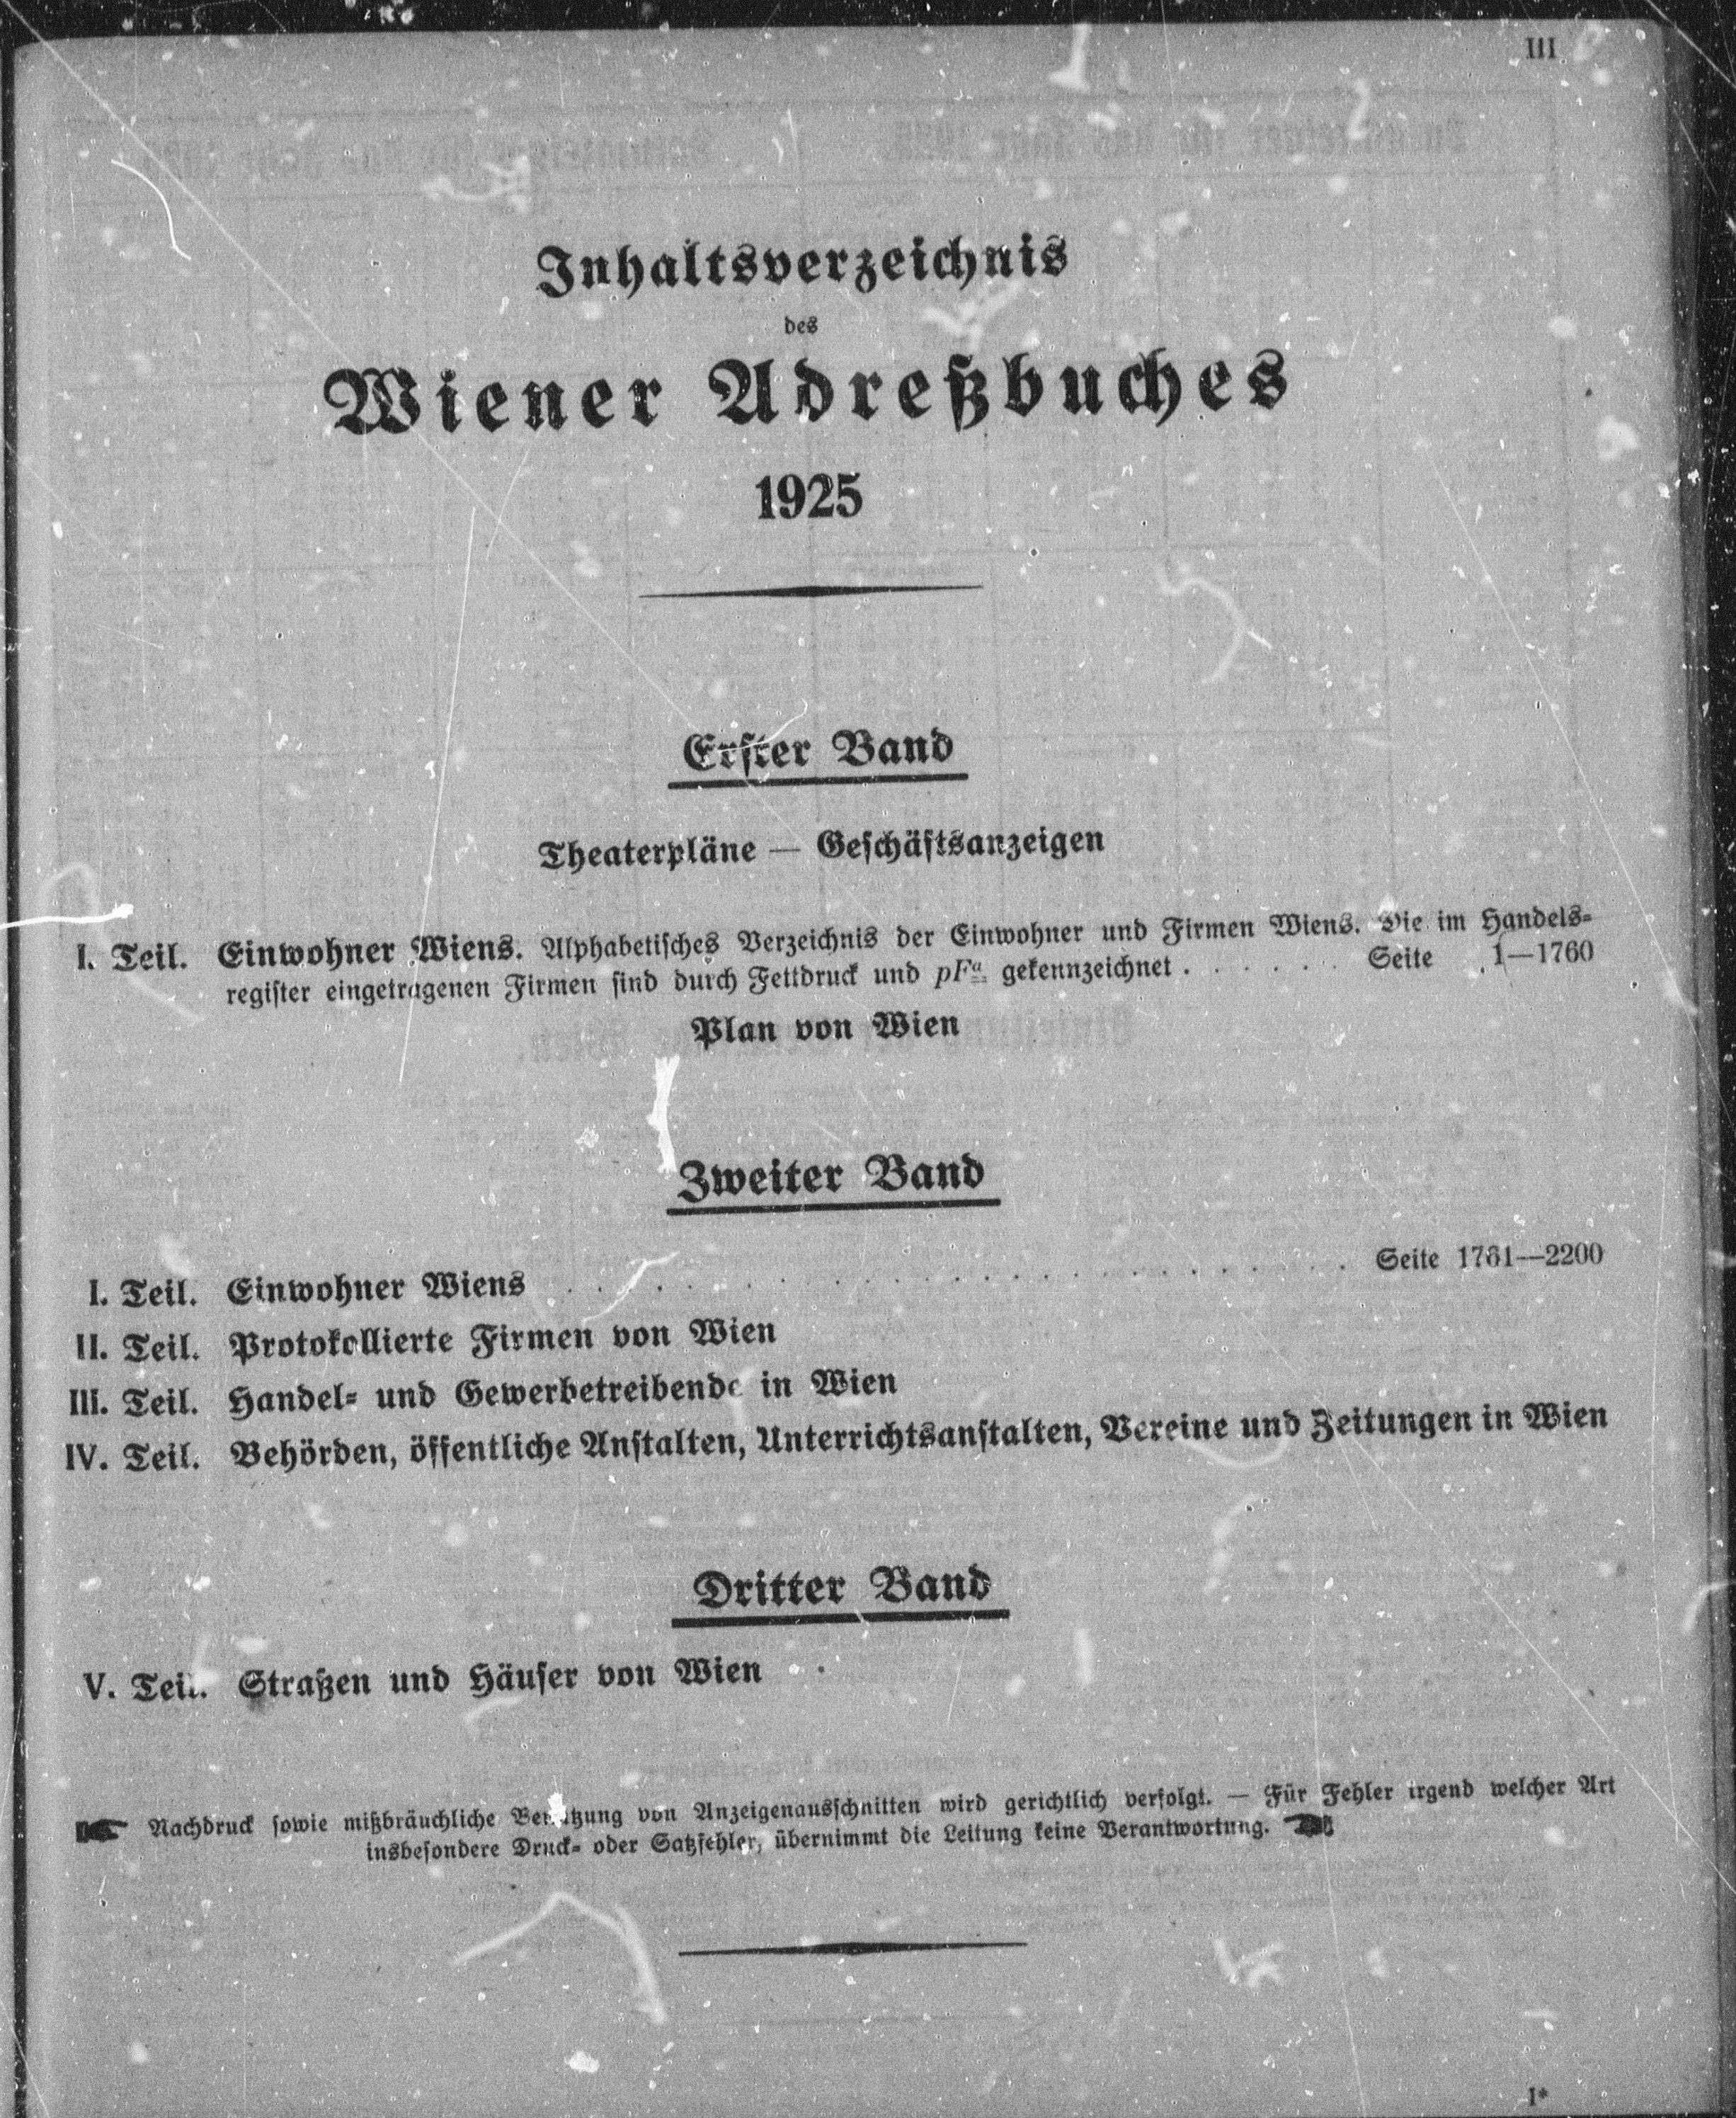 III
Inhaltsverzeichnis
des
Wiener Adreßbuches
1925
Erster Band
Theaterpläne — Geschäftsanzeigen
I. Teil. Einwohner Wiens. Alphabetisches Verzeichnis der Einwohner und Firmen Wiens. Die im Handels-
register eingetragenen Firmen sind durch Fettdruck und pFa gekennzeichnet . . . . . . Seite 1—1760
Plan von Wien
Zweiter Band
I. Teil. Einwohner Wiens . . . . . . . . . . . . . . . . Seite 1761—2200
II. Teil. Protokollierte Firmen von Wien
III. Teil. Handel- und Gewerbetreibende in Wien
IV. Teil. Behörden, öffentliche Anstalten, Unterrichtsanstalten, Vereine und Zeitungen in Wien
Dritter Band
V. Teil. Straßen und Häuser von Wien
Nachdruck sowie mißbräuchliche Benützung von Anzeigenausschnitten wird gerichtlich verfolgt. — Für Fehler irgend welcher Art
insbesondere Druck- oder Satzfehler, übernimmt die Leitung keine Verantwortung.
I*